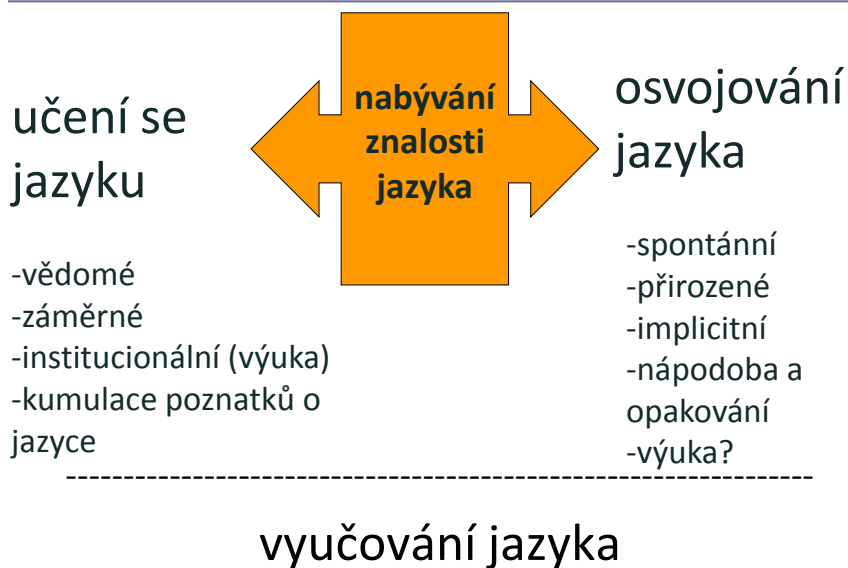 učení se
jazyku
-vědomé
-záměrné
-institucionální (výuka)
-kumulace poznatků o
jazyce
nabývání
znalosti
jazyka
osvojování
jazyka
-spontánní
-přirozené
-implicitní
-nápodoba a
opakování
-výuka?
-----------------------------------------------------------------
vyučování jazyka